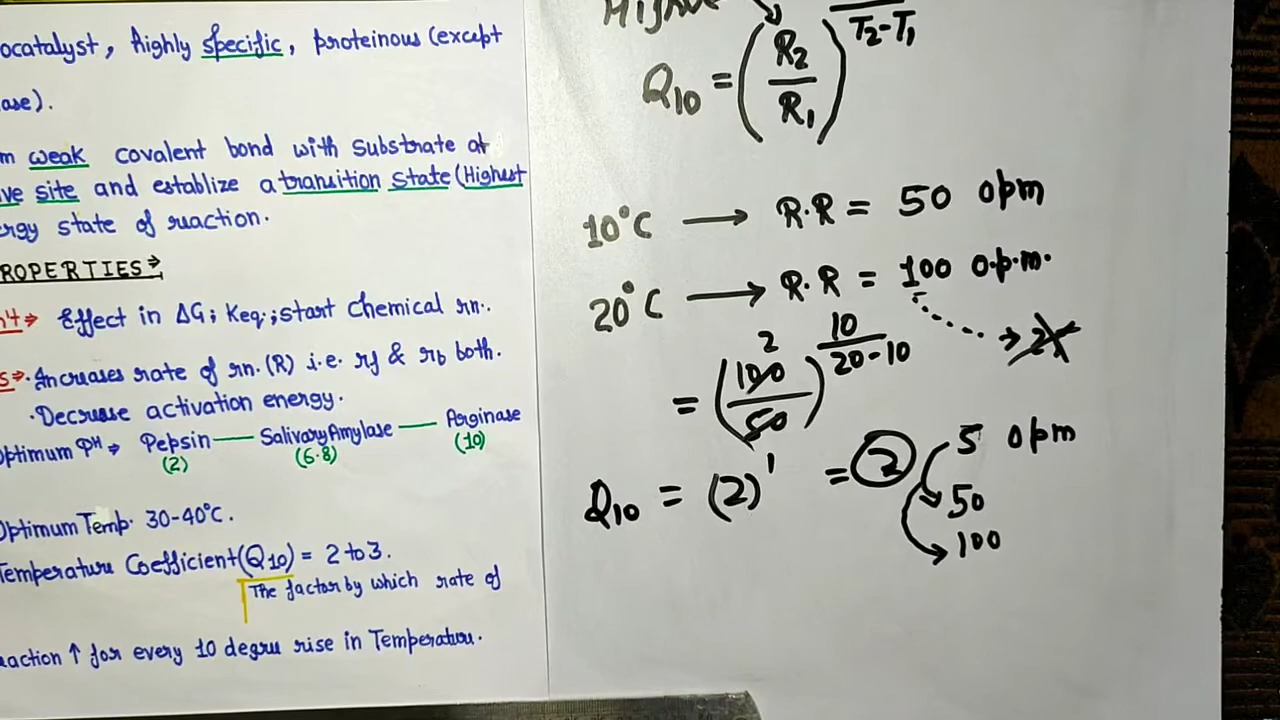 ocatalyst, highly specific, proteinous (except
ase).
m weak covalent bond with substrate at
ve site and establize a transition state (Highest
ergy state of reaction.
ROPERTIES⇒
n't⇒ Effect in ΔG; Keq.; start chemical rn.
s⇒ · Increases rate of rn. (R) i.e. rf & rb both.
· Decrease activation energy.
Optimum PH ⇒ Pepsin — Salivary Amylase — Arginase
(2) (6.8) (10)
Optimum Temp. 30-40°C.
Temperature Coefficient (Q10) = 2 to 3.
The factor by which rate of
eaction ↑ for every 10 degree rise in Temperature.
T2-T1
Q10 = (R2/R1)
10°C → R.R = 50 opm
20°C → R.R = 100 o.p.m.
→ 2x
= (100/50) 10/20-10
2
Q10 = (2)^1 = 2
5 opm
50
100